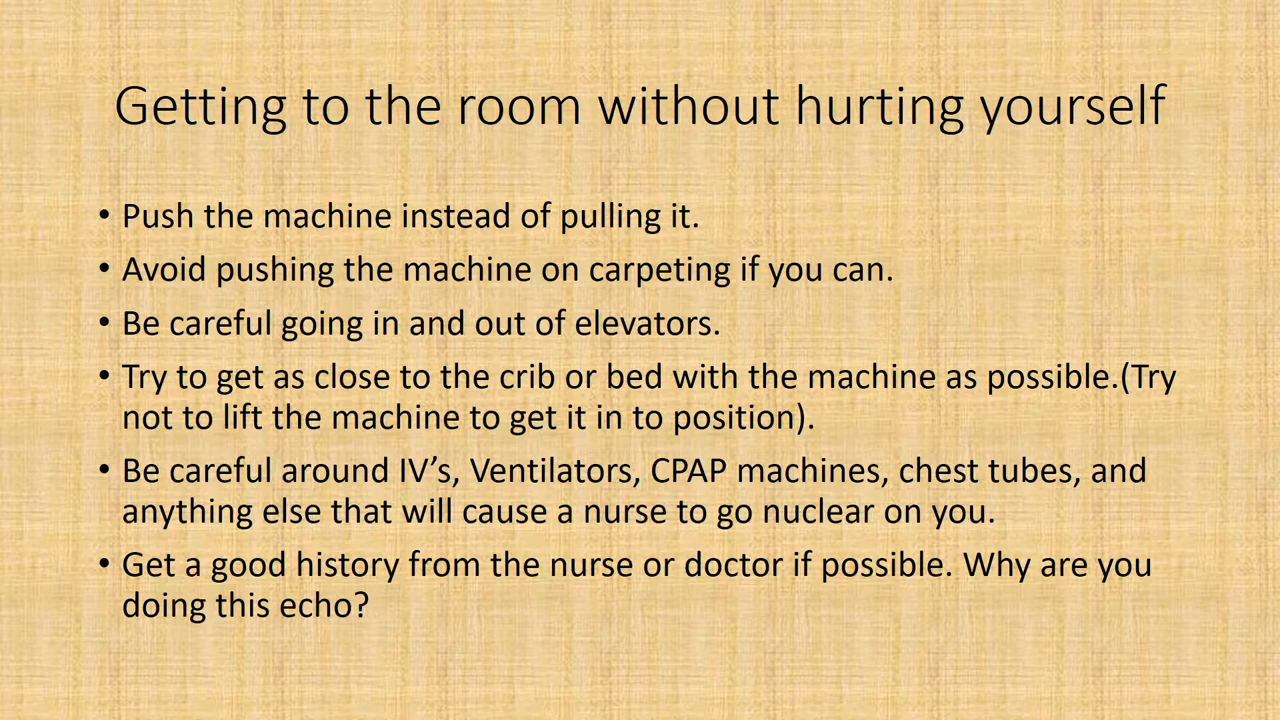 Getting to the room without hurting yourself
• Push the machine instead of pulling it.
• Avoid pushing the machine on carpeting if you can.
• Be careful going in and out of elevators.
• Try to get as close to the crib or bed with the machine as possible.(Try
not to lift the machine to get it in to position).
• Be careful around IV’s, Ventilators, CPAP machines, chest tubes, and
anything else that will cause a nurse to go nuclear on you.
• Get a good history from the nurse or doctor if possible. Why are you
doing this echo?